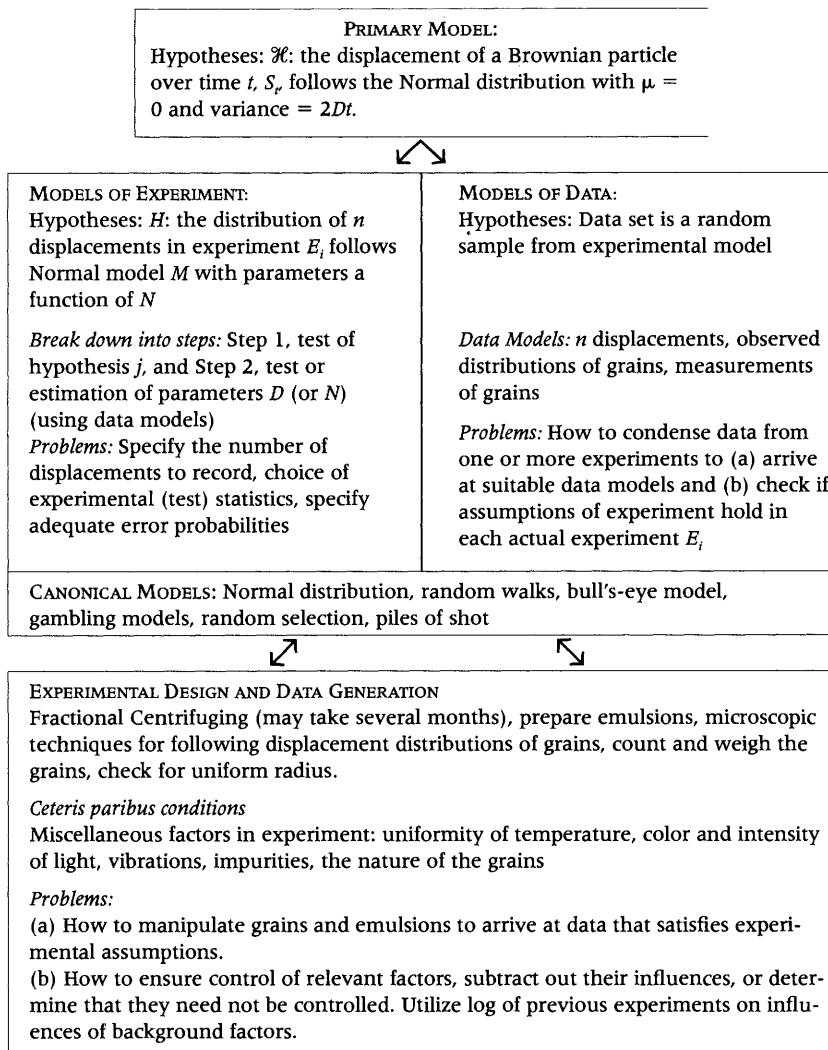 PRIMARY MODEL:
Hypotheses: ℋ: the displacement of a Brownian particle
over time t, Sₜ, follows the Normal distribution with μ =
0 and variance = 2Dt.
MODELS OF EXPERIMENT:
Hypotheses: H: the distribution of n
displacements in experiment Eᵢ follows
Normal model M with parameters a
function of N
Break down into steps: Step 1, test of
hypothesis j, and Step 2, test or
estimation of parameters D (or N)
(using data models)
Problems: Specify the number of
displacements to record, choice of
experimental (test) statistics, specify
adequate error probabilities
MODELS OF DATA:
Hypotheses: Data set is a random
sample from experimental model
Data Models: n displacements, observed
distributions of grains, measurements
of grains
Problems: How to condense data from
one or more experiments to (a) arrive
at suitable data models and (b) check if
assumptions of experiment hold in
each actual experiment Eᵢ
CANONICAL MODELS: Normal distribution, random walks, bull's-eye model,
gambling models, random selection, piles of shot
EXPERIMENTAL DESIGN AND DATA GENERATION
Fractional Centrifuging (may take several months), prepare emulsions, microscopic
techniques for following displacement distributions of grains, count and weigh the
grains, check for uniform radius.
Ceteris paribus conditions
Miscellaneous factors in experiment: uniformity of temperature, color and intensity
of light, vibrations, impurities, the nature of the grains
Problems:
(a) How to manipulate grains and emulsions to arrive at data that satisfies experi-
mental assumptions.
(b) How to ensure control of relevant factors, subtract out their influences, or deter-
mine that they need not be controlled. Utilize log of previous experiments on influ-
ences of background factors.